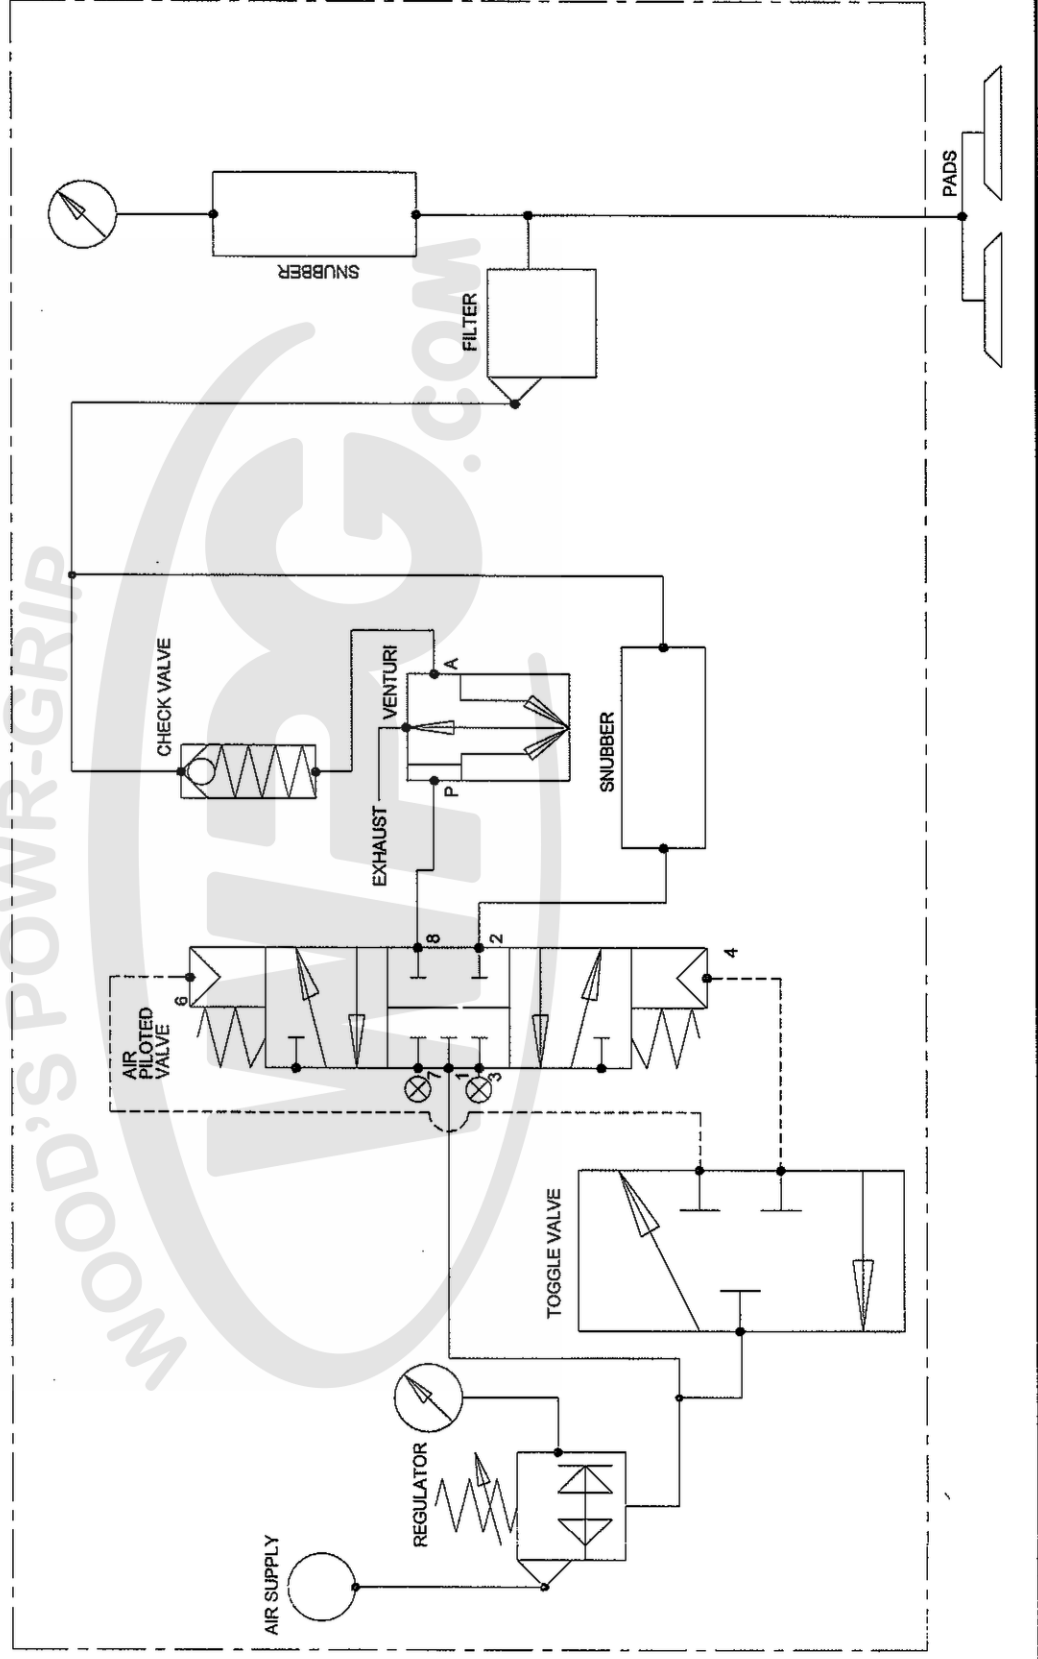 AIR SUPPLY
REGULATOR
TOGGLE VALVE
AIR
PILOTED
VALVE
6
7
1
3
8
2
4
EXHAUST
VENTURI
P
A
CHECK VALVE
SNUBBER
FILTER
SNUBBER
PADS
WOOD'S POWR-GRIP
WPG.COM